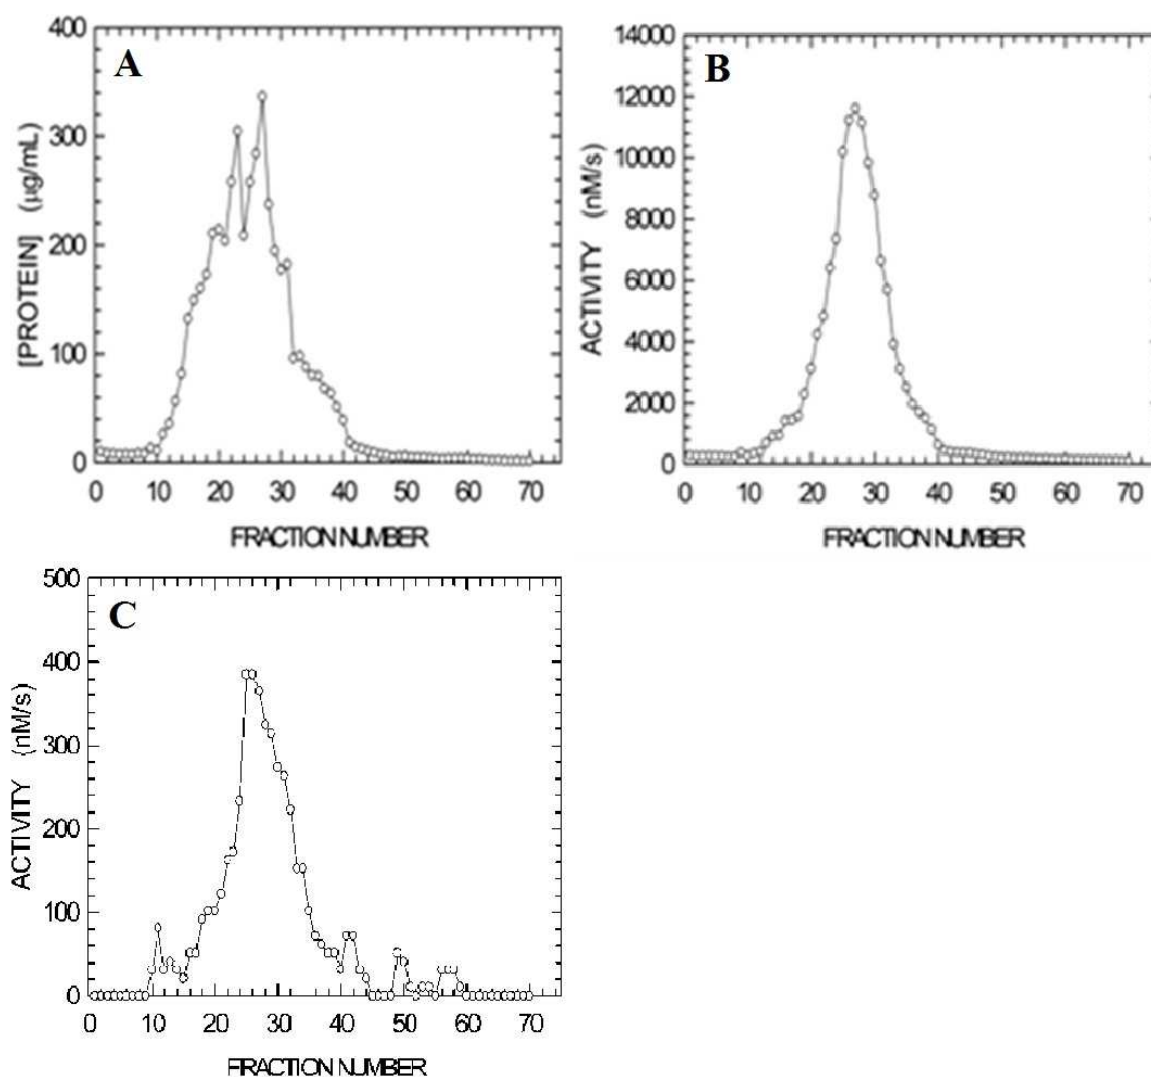 A
[PROTEIN] (µg/mL)
400
300
200
100
0
0 10 20 30 40 50 60 70
FRACTION NUMBER
B
ACTIVITY (nM/s)
14000
12000
10000
8000
6000
4000
2000
0
0 10 20 30 40 50 60 70
FRACTION NUMBER
C
ACTIVITY (nM/s)
500
400
300
200
100
0
0 10 20 30 40 50 60 70
FRACTION NUMBER